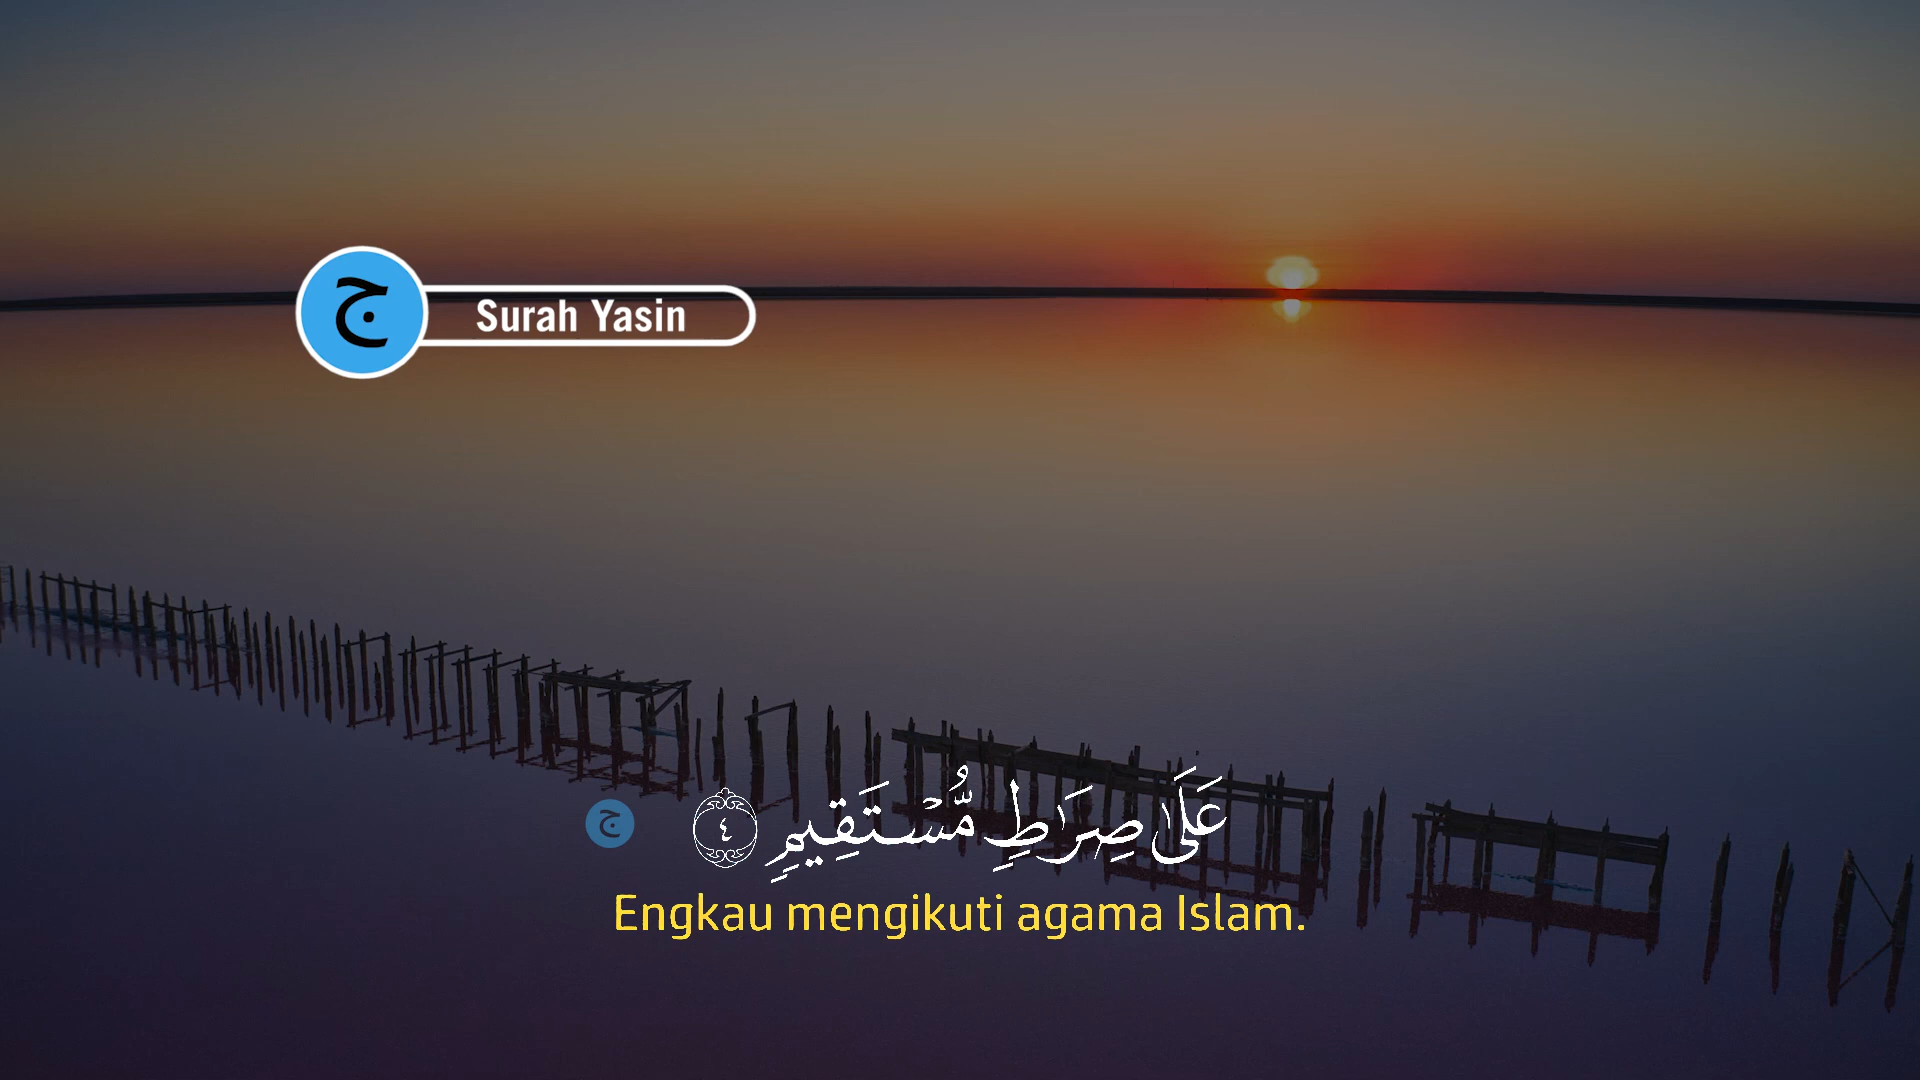 ج
Surah Yasin
عَلَىٰ صِرَٰطٍ مُّسْتَقِيمٍ ٤
ج
Engkau mengikuti agama Islam.